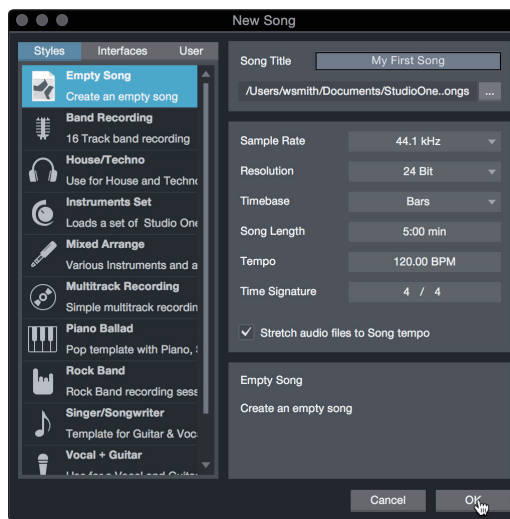 New Song
Styles Interfaces User
Empty Song
Create an empty song
Band Recording
16 Track band recording
House/Techno
Use for House and Techno
Instruments Set
Loads a set of Studio One
Mixed Arrange
Various Instruments and a
Multitrack Recording
Simple multitrack recordin
Piano Ballad
Pop template with Piano,
Rock Band
Rock Band recording sess
Singer/Songwriter
Template for Guitar & Voc
Vocal + Guitar
Song Title My First Song
/Users/wsmith/Documents/StudioOne..ongs ...
Sample Rate 44.1 kHz
Resolution 24 Bit
Timebase Bars
Song Length 5:00 min
Tempo 120.00 BPM
Time Signature 4 / 4
Stretch audio files to Song tempo
Empty Song
Create an empty song
Cancel OK